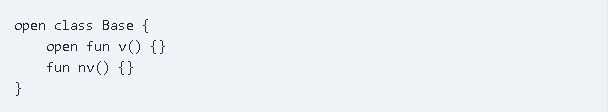 open class Base {
    open fun v() {}
    fun nv() {}
}